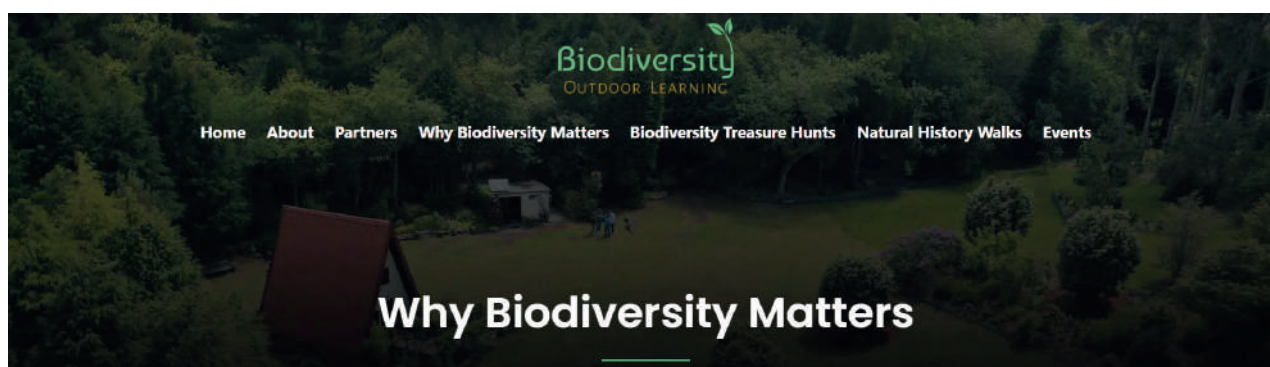 Biodiversity
OUTDOOR LEARNING
Home About Partners Why Biodiversity Matters Biodiversity Treasure Hunts Natural History Walks Events
Why Biodiversity Matters